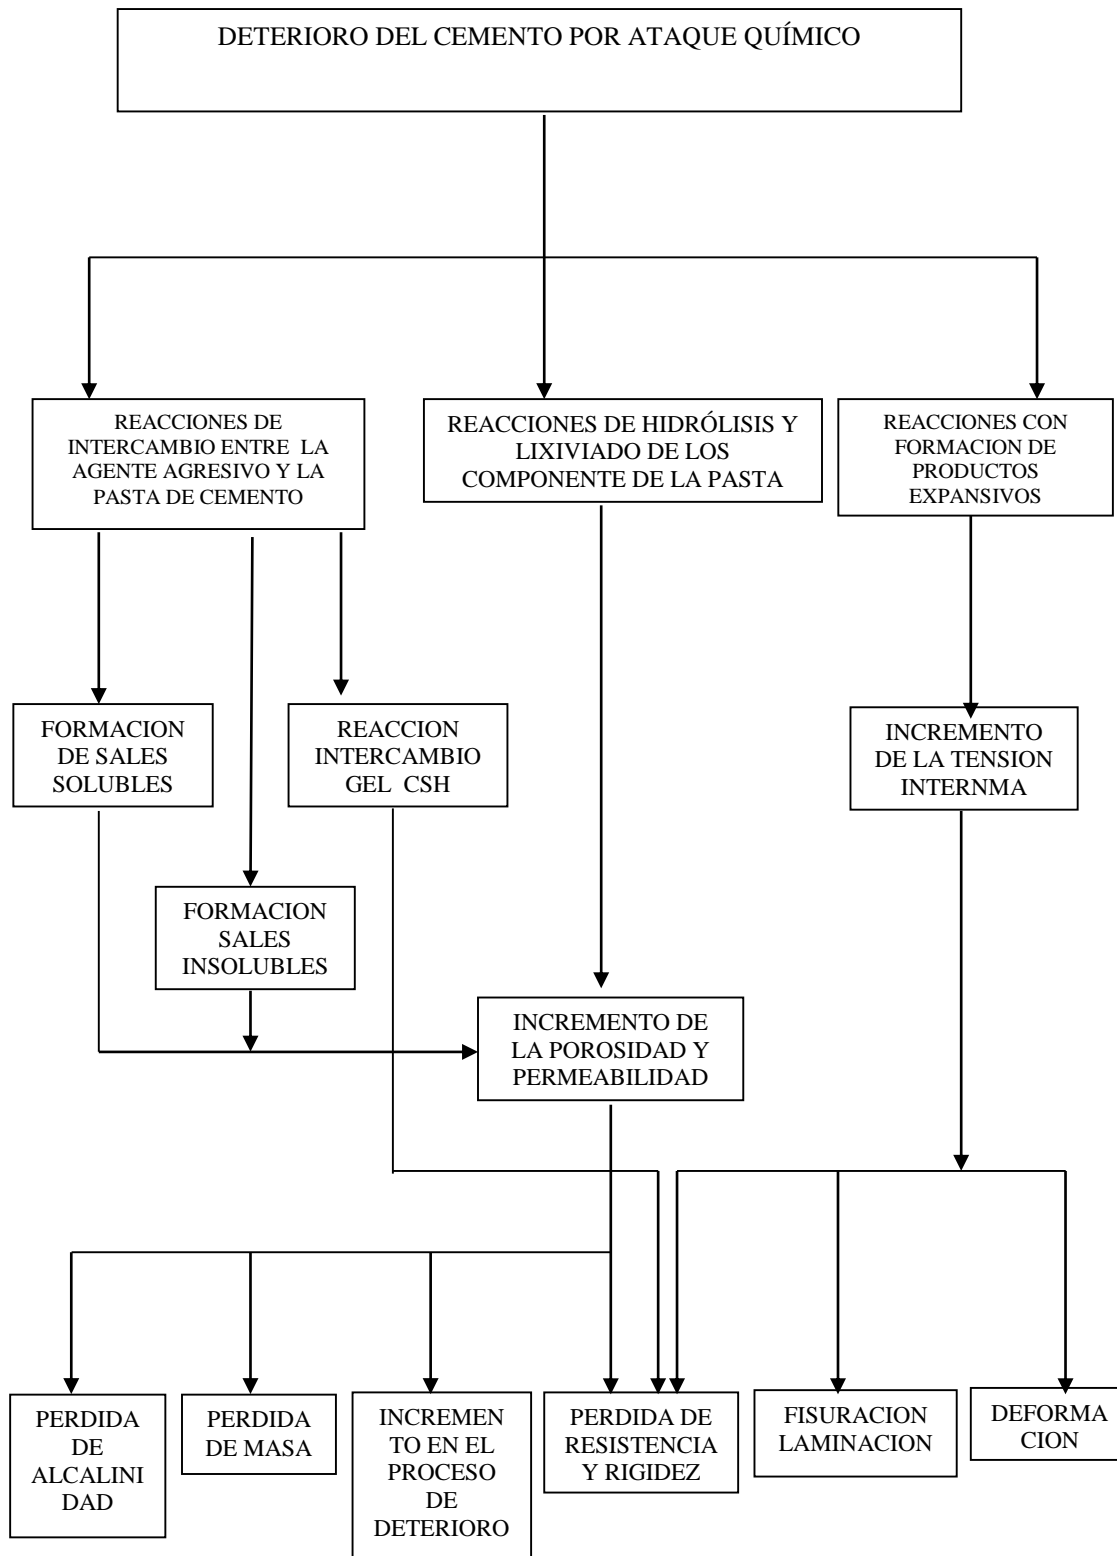 DETERIORO DEL CEMENTO POR ATAQUE QUÍMICO
REACCIONES DE
INTERCAMBIO ENTRE LA
AGENTE AGRESIVO Y LA
PASTA DE CEMENTO
REACCIONES DE HIDRÓLISIS Y
LIXIVIADO DE LOS
COMPONENTE DE LA PASTA
REACCIONES CON
FORMACION DE
PRODUCTOS
EXPANSIVOS
FORMACION
DE SALES
SOLUBLES
REACCION
INTERCAMBIO
GEL CSH
INCREMENTO
DE LA TENSION
INTERNMA
FORMACION
SALES
INSOLUBLES
INCREMENTO DE
LA POROSIDAD Y
PERMEABILIDAD
PERDIDA
DE
ALCALINI
DAD
PERDIDA
DE MASA
INCREMEN
TO EN EL
PROCESO
DE
DETERIORO
PERDIDA DE
RESISTENCIA
Y RIGIDEZ
FISURACION
LAMINACION
DEFORMA
CION